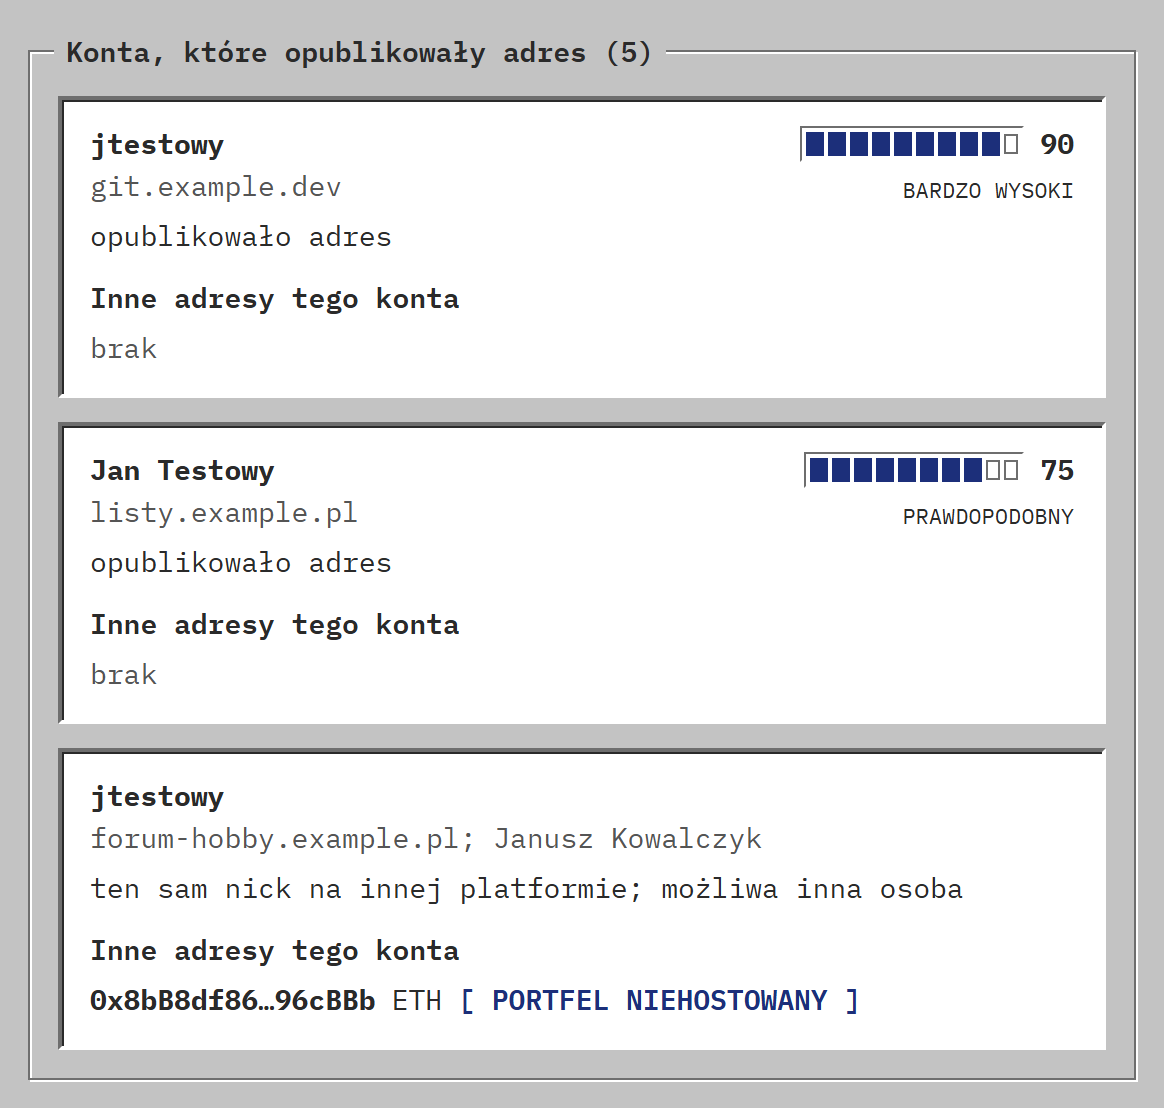 Konta, które opublikowały adres (5)
jtestowy
90
git.example.dev
BARDZO WYSOKI
opublikowało adres
Inne adresy tego konta
brak
Jan Testowy
75
listy.example.pl
PRAWDOPODOBNY
opublikowało adres
Inne adresy tego konta
brak
jtestowy
forum-hobby.example.pl; Janusz Kowalczyk
ten sam nick na innej platformie; możliwa inna osoba
Inne adresy tego konta
0x8bB8df86…96cBBb ETH [ PORTFEL NIEHOSTOWANY ]